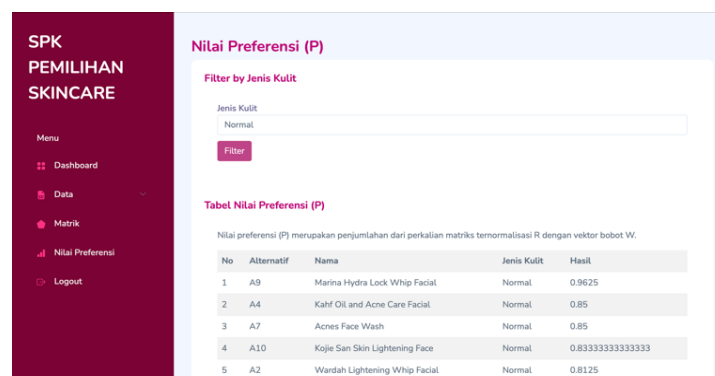 SPK
PEMILIHAN
SKINCARE
Menu
Dashboard
Data
Matrik
Nilai Preferensi
Logout
Nilai Preferensi (P)
Filter by Jenis Kulit
Jenis Kulit
Normal
Filter
Tabel Nilai Preferensi (P)
Nilai preferensi (P) merupakan penjumlahan dari perkalian matriks ternormalisasi R dengan vektor bobot W.
No Alternatif Nama Jenis Kulit Hasil
1 A9 Marina Hydra Lock Whip Facial Normal 0.9625
2 A4 Kahf Oil and Acne Care Facial Normal 0.85
3 A7 Acnes Face Wash Normal 0.85
4 A10 Kojie San Skin Lightening Face Normal 0.83333333333333
5 A2 Wardah Lightening Whip Facial Normal 0.8125